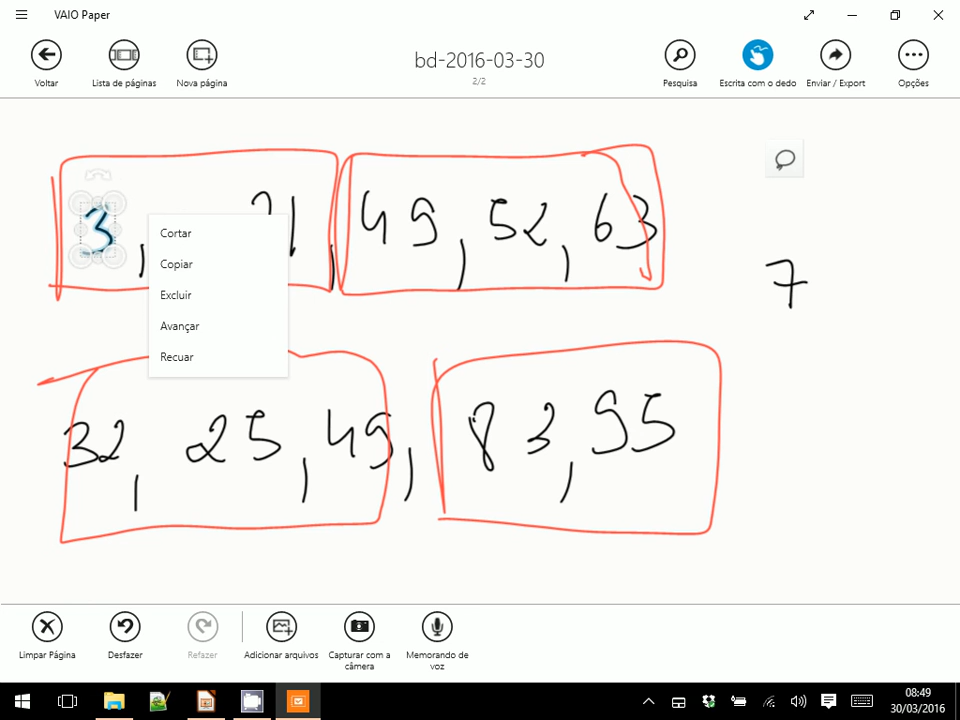 VAIO Paper
bd-2016-03-30
2/2
Voltar
Lista de páginas
Nova página
Pesquisa
Escrita com o dedo
Enviar / Export
Opções
3, 21, 49, 52, 63
7
Cortar
Copiar
Excluir
Avançar
Recuar
32, 25, 49, 83, 95
Limpar Página
Desfazer
Refazer
Adicionar arquivos
Capturar com a
câmera
Memorando de
voz
08:49
30/03/2016